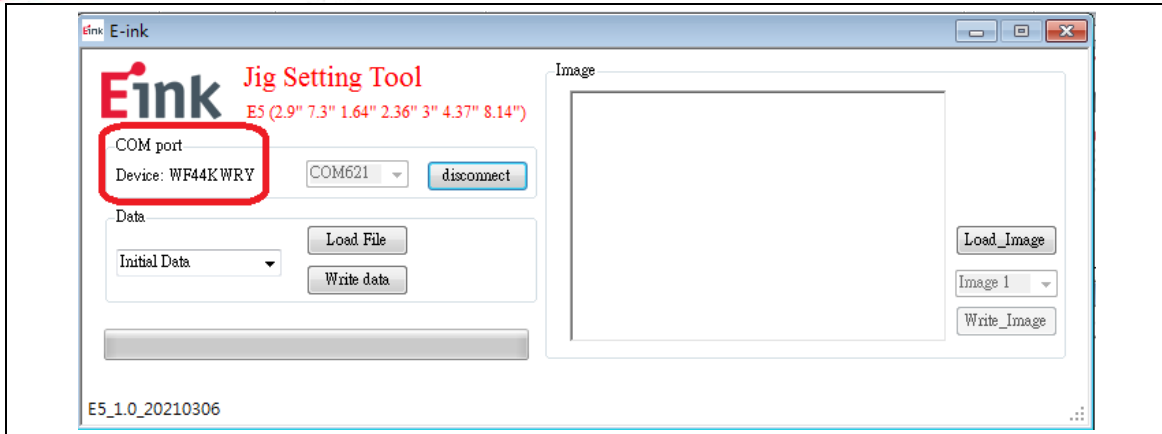 Eink E-ink
Eink
Jig Setting Tool
E5 (2.9" 7.3" 1.64" 2.36" 3" 4.37" 8.14")
COM port
Device: WF44KWRY
COM621
disconnect
Data
Initial Data
Load File
Write data
Image
Load_Image
Image 1
Write_Image
E5_1.0_20210306